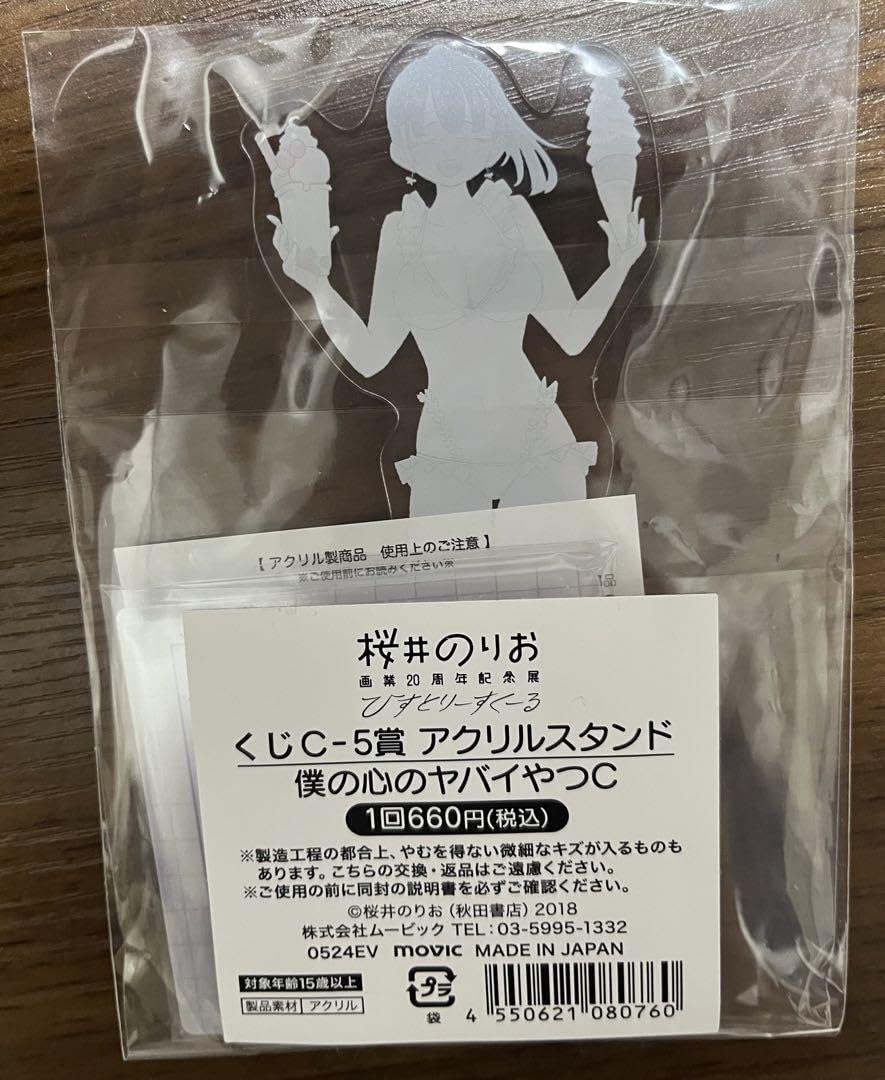 【アクリル製商品 使用上のご注意】
※ご使用前にお読みください※
桜井のりお
画業20周年記念展
ひすとりーすくーる
くじC-5賞 アクリルスタンド
僕の心のヤバイやつC
1回660円(税込)
※製造工程の都合上、やむを得ない微細なキズが入るものも
あります。こちらの交換・返品はご遠慮ください。
※ご使用の前に同封の説明書を必ずご確認ください。
©桜井のりお(秋田書店)2018
株式会社ムービック TEL:03-5995-1332
0524EV movic MADE IN JAPAN
対象年齢15歳以上
製品素材 アクリル
プラ
袋
4 550621 080760